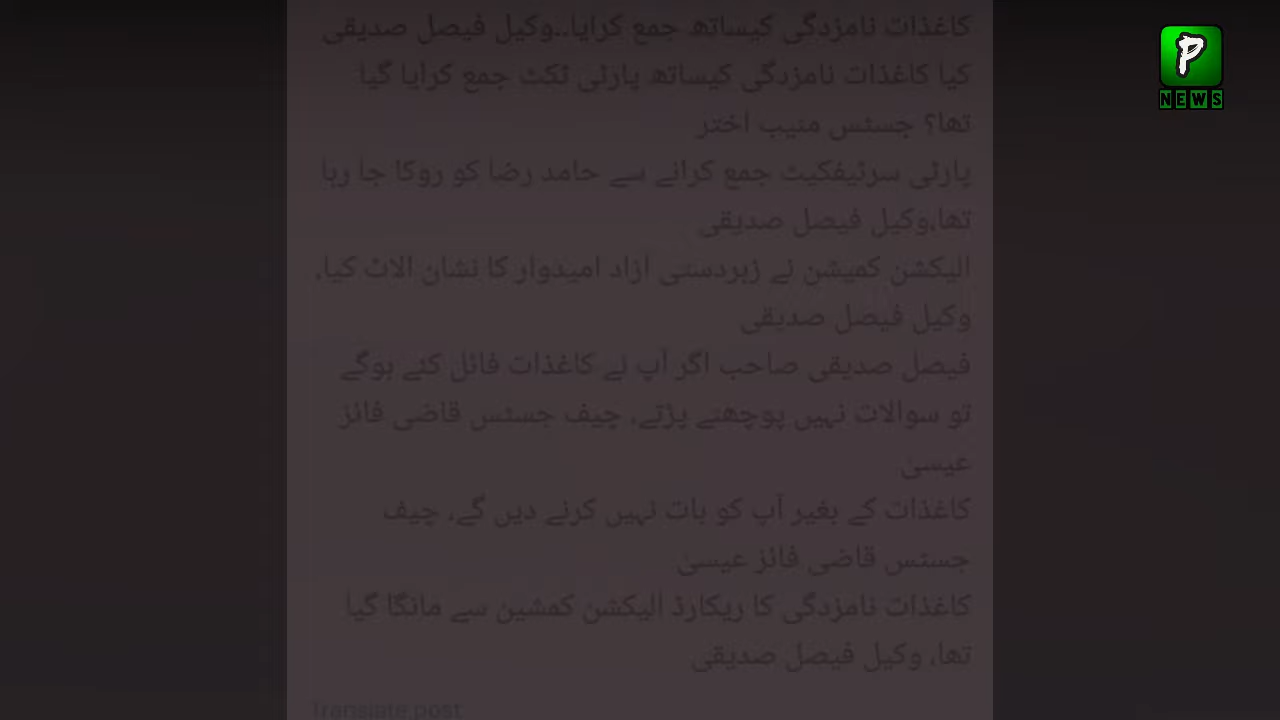 کاغذات نامزدگی کیساتھ جمع کرایا..وکیل فیصل صدیقی
کیا کاغذات نامزدگی کیساتھ پارٹی ٹکٹ جمع کرایا گیا
تھا؟ جسٹس منیب اختر
پارٹی سرٹیفکیٹ جمع کرانے سے حامد رضا کو روکا جا رہا
تھا،وکیل فیصل صدیقی
الیکشن کمیشن نے زبردستی آزاد امیدوار کا نشان الاٹ کیا،
وکیل فیصل صدیقی
فیصل صدیقی صاحب اگر آپ نے کاغذات فائل کئے ہوگے
تو سوالات نہیں پوچھنے پڑتے، چیف جسٹس قاضی فائز
عیسیٰ
کاغذات کے بغیر آپ کو بات نہیں کرنے دیں گے، چیف
جسٹس قاضی فائز عیسیٰ
کاغذات نامزدگی کا ریکارڈ الیکشن کمشین سے مانگا گیا
تھا، وکیل فیصل صدیقی
Translate post
P
NEWS